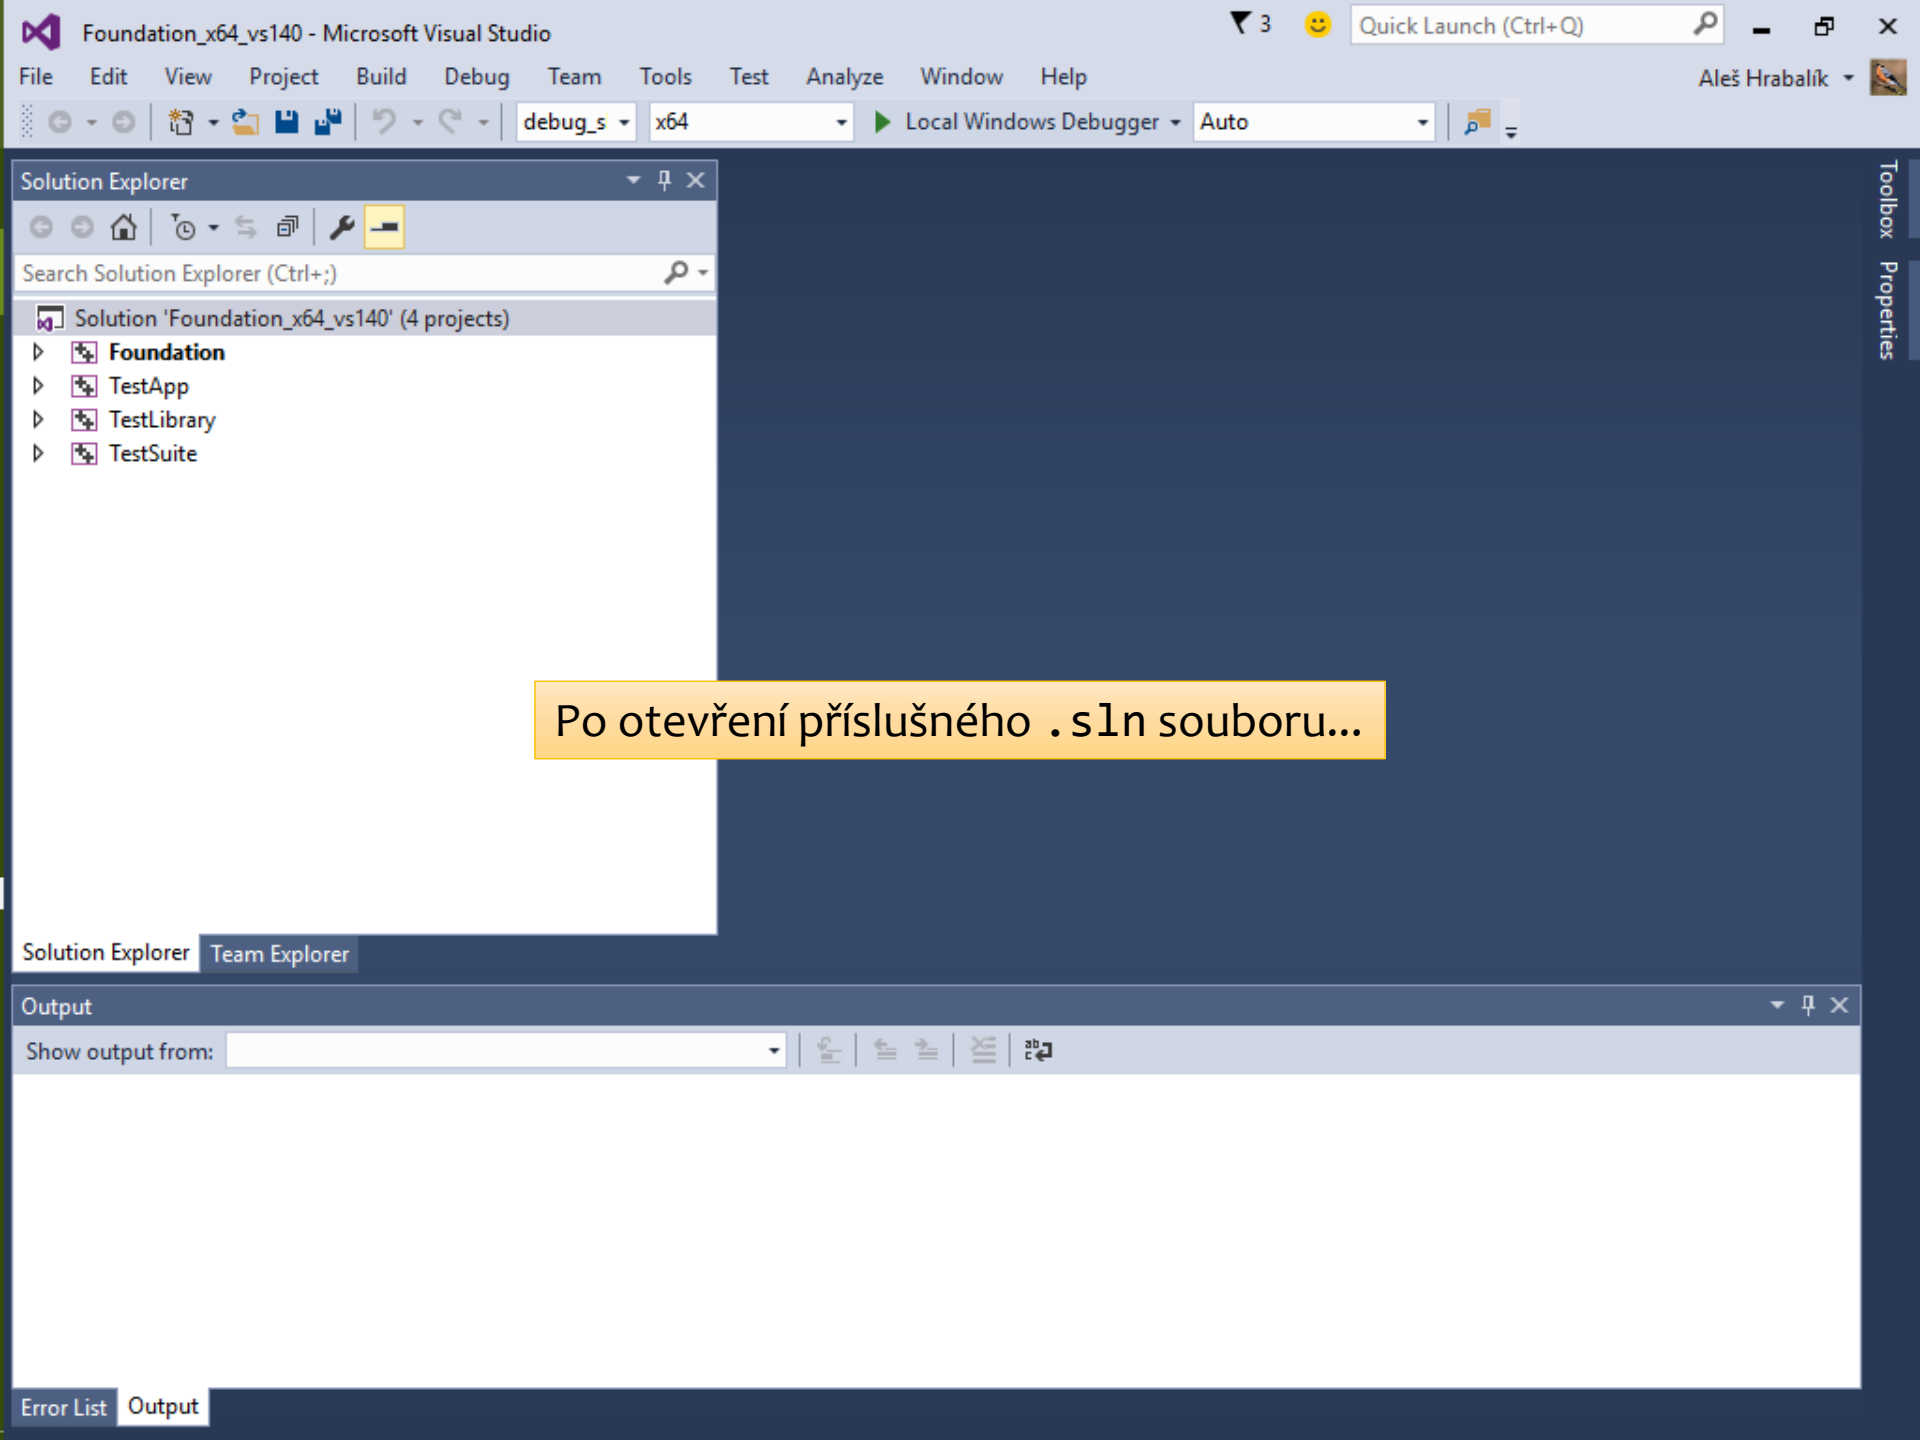 Foundation_x64_vs140 - Microsoft Visual Studio
3
Quick Launch (Ctrl+Q)
File Edit View Project Build Debug Team Tools Test Analyze Window Help
Aleš Hrabalík
debug_s x64 Local Windows Debugger Auto
Solution Explorer
Search Solution Explorer (Ctrl+;)
Solution 'Foundation_x64_vs140' (4 projects)
Foundation
TestApp
TestLibrary
TestSuite
Toolbox
Properties
Po otevření příslušného .sln souboru...
Solution Explorer Team Explorer
Output
Show output from:
Error List Output